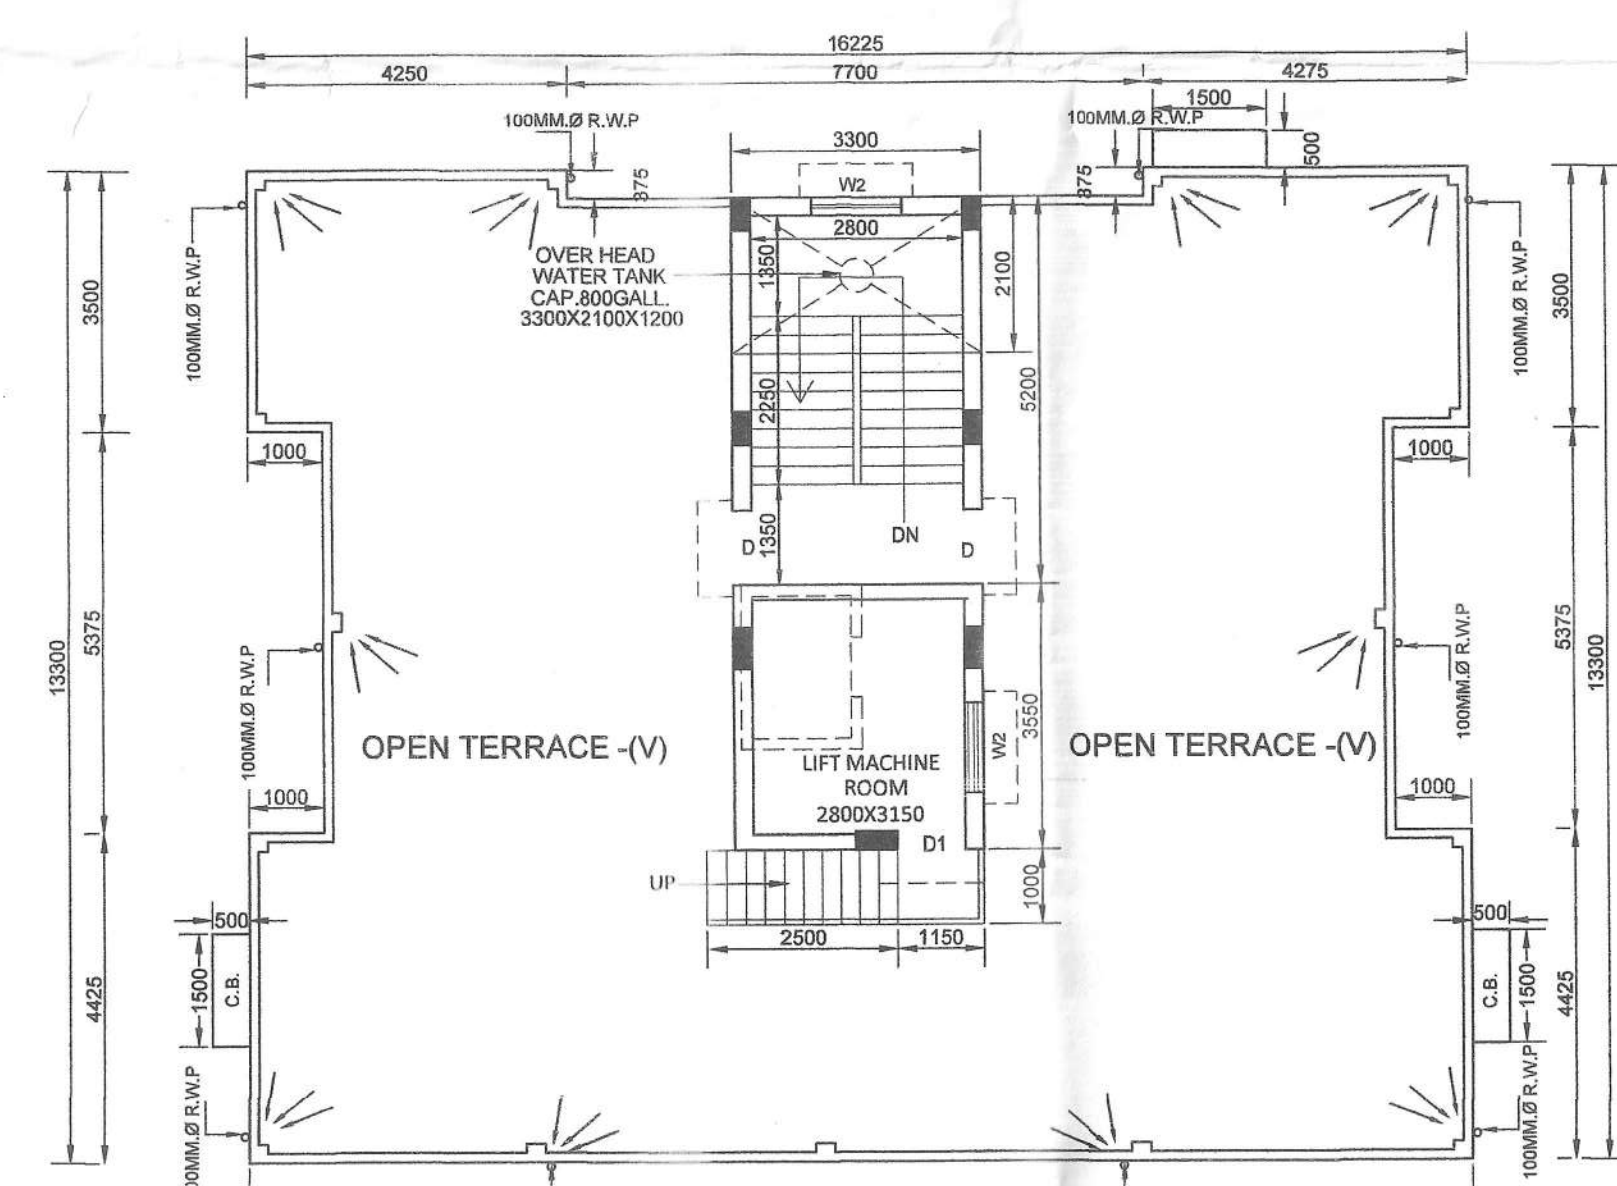 16225
4250
7700
4275
1500
100MM.Ø R.W.P
100MM.Ø R.W.P
3300
500
375
375
W2
2800
OVER HEAD
WATER TANK
CAP.800GALL.
3300X2100X1200
1350
2100
100MM.Ø R.W.P
100MM.Ø R.W.P
3500
3500
2250
5200
1000
1000
D
1350
DN
D
13300
5375
5375
13300
100MM.Ø R.W.P
100MM.Ø R.W.P
OPEN TERRACE -(V)
OPEN TERRACE -(V)
3550
W2
LIFT MACHINE
ROOM
2800X3150
1000
1000
D1
UP
1000
500
500
2500
1150
1500
C.B.
C.B.
1500
4425
4425
00MM.Ø R.W.P
100MM.Ø R.W.P